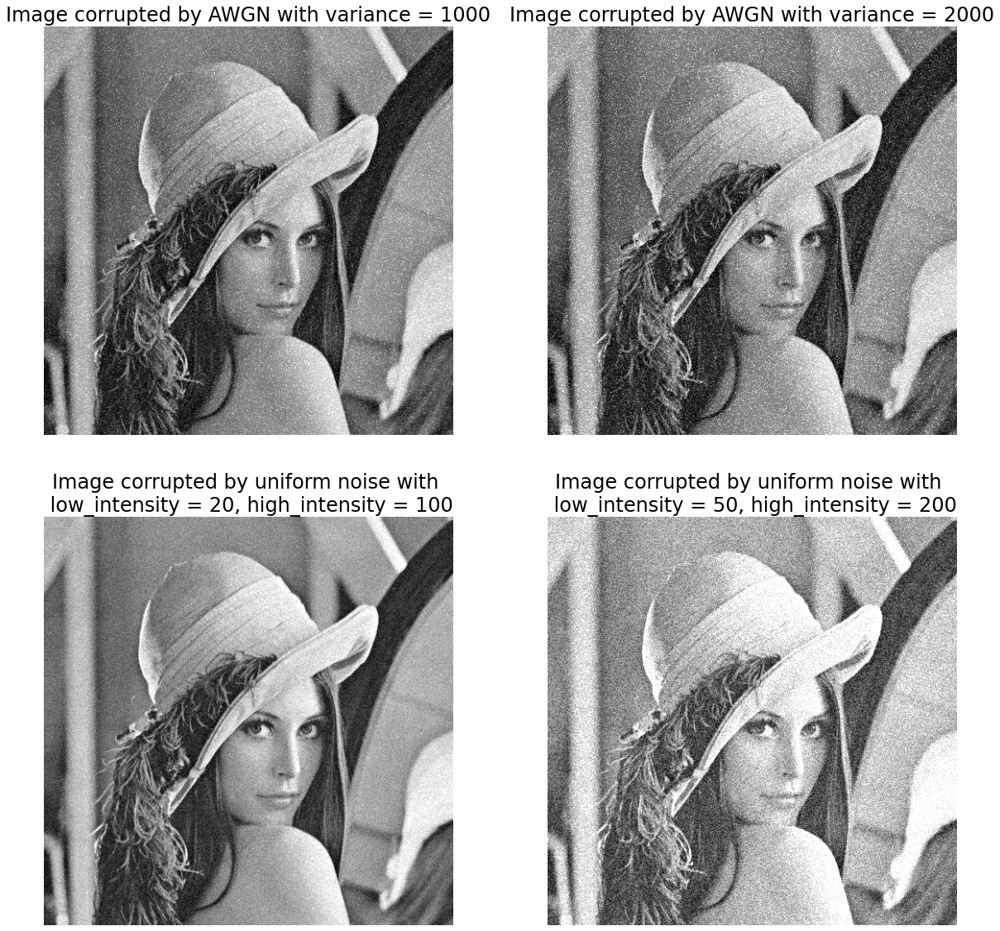 Image corrupted by AWGN with variance = 1000
Image corrupted by AWGN with variance = 2000
Image corrupted by uniform noise with
low_intensity = 20, high_intensity = 100
Image corrupted by uniform noise with
low_intensity = 50, high_intensity = 200